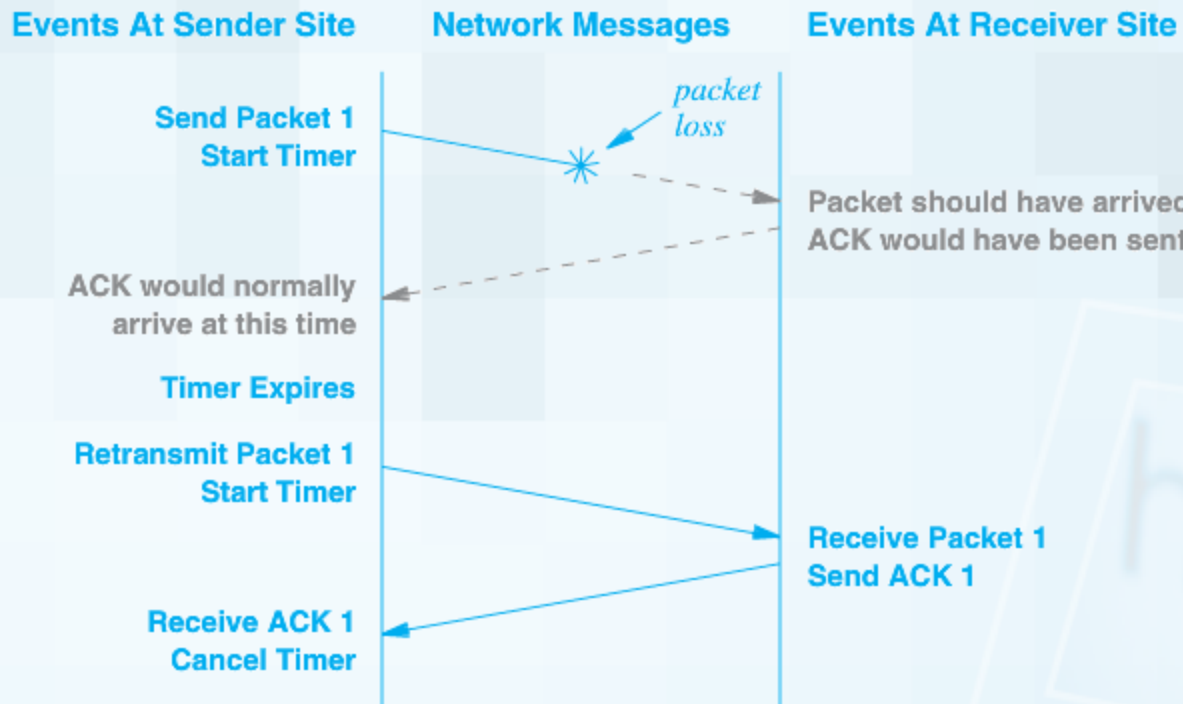 Events At Sender Site
Network Messages
Events At Receiver Site
Send Packet 1
Start Timer
packet
loss
Packet should have arrived
ACK would have been sent
ACK would normally
arrive at this time
Timer Expires
Retransmit Packet 1
Start Timer
Receive Packet 1
Send ACK 1
Receive ACK 1
Cancel Timer